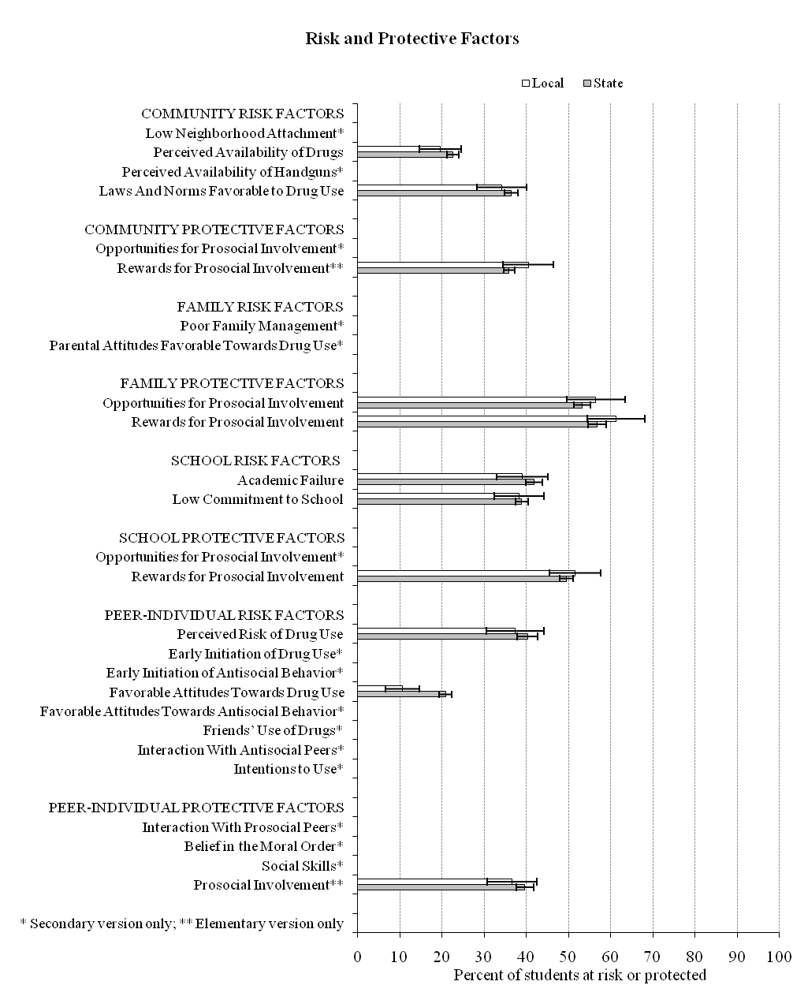 Risk and Protective Factors
Local State
COMMUNITY RISK FACTORS
Low Neighborhood Attachment*
Perceived Availability of Drugs
Perceived Availability of Handguns*
Laws And Norms Favorable to Drug Use
COMMUNITY PROTECTIVE FACTORS
Opportunities for Prosocial Involvement*
Rewards for Prosocial Involvement**
FAMILY RISK FACTORS
Poor Family Management*
Parental Attitudes Favorable Towards Drug Use*
FAMILY PROTECTIVE FACTORS
Opportunities for Prosocial Involvement
Rewards for Prosocial Involvement
SCHOOL RISK FACTORS
Academic Failure
Low Commitment to School
SCHOOL PROTECTIVE FACTORS
Opportunities for Prosocial Involvement*
Rewards for Prosocial Involvement
PEER-INDIVIDUAL RISK FACTORS
Perceived Risk of Drug Use
Early Initiation of Drug Use*
Early Initiation of Antisocial Behavior*
Favorable Attitudes Towards Drug Use
Favorable Attitudes Towards Antisocial Behavior*
Friends' Use of Drugs*
Interaction With Antisocial Peers*
Intentions to Use*
PEER-INDIVIDUAL PROTECTIVE FACTORS
Interaction With Prosocial Peers*
Belief in the Moral Order*
Social Skills*
Prosocial Involvement**
* Secondary version only; ** Elementary version only
0 10 20 30 40 50 60 70 80 90 100
Percent of students at risk or protected